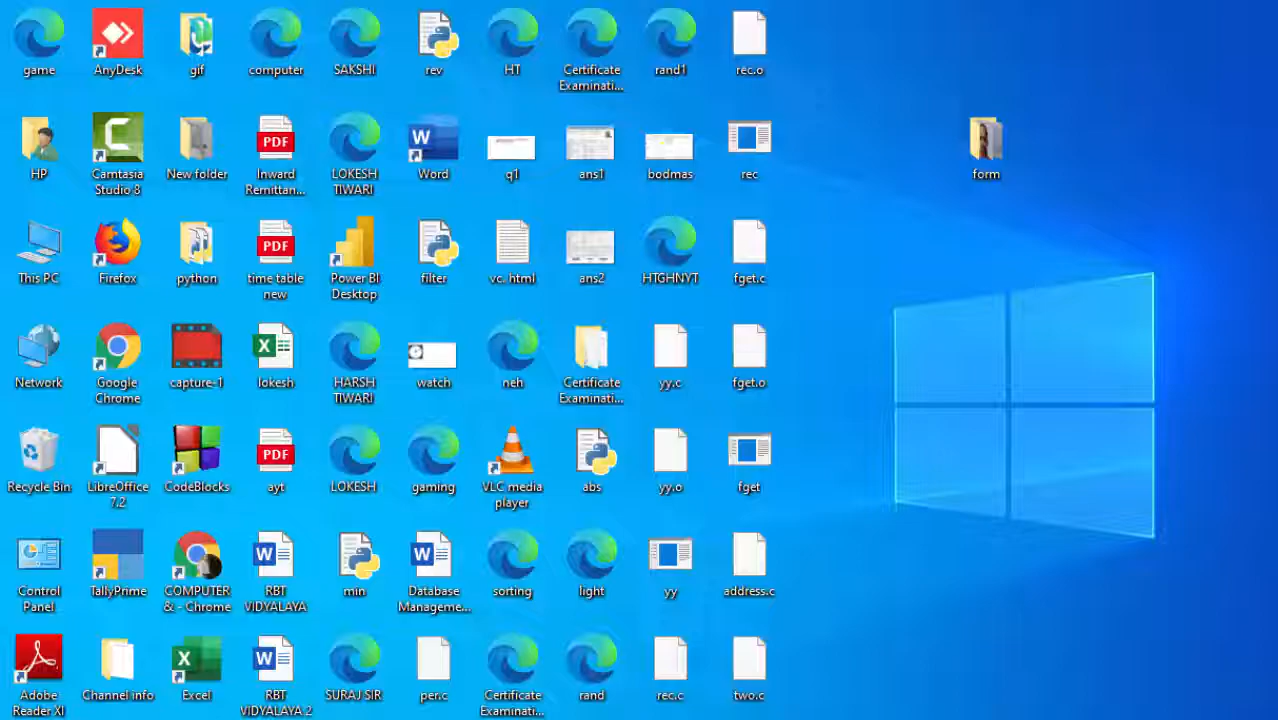 game
AnyDesk
gif
computer
SAKSHI
rev
HT
Certificate
Examinati...
rand1
rec.o
HP
Camtasia
Studio 8
New folder
PDF
Inward
Remittan...
LOKESH
TIWARI
W
Word
q1
ans1
bodmas
rec
form
This PC
Firefox
python
PDF
time table
new
Power BI
Desktop
filter
vc. html
ans2
HTGHNYT
fget.c
Network
Google
Chrome
capture-1
X
lokesh
HARSH
TIWARI
watch
neh
Certificate
Examinati...
yy.c
fget.o
Recycle Bin
LibreOffice
7.2
CodeBlocks
PDF
ayt
LOKESH
gaming
VLC media
player
abs
yy.o
fget
Control
Panel
TallyPrime
COMPUTER
& - Chrome
W
RBT
VIDYALAYA
min
W
Database
Manageme...
sorting
light
yy
address.c
Adobe
Reader XI
Channel info
X
Excel
W
RBT
VIDYALAYA 2
SURAJ SIR
per.c
Certificate
Examinati...
rand
rec.c
two.c